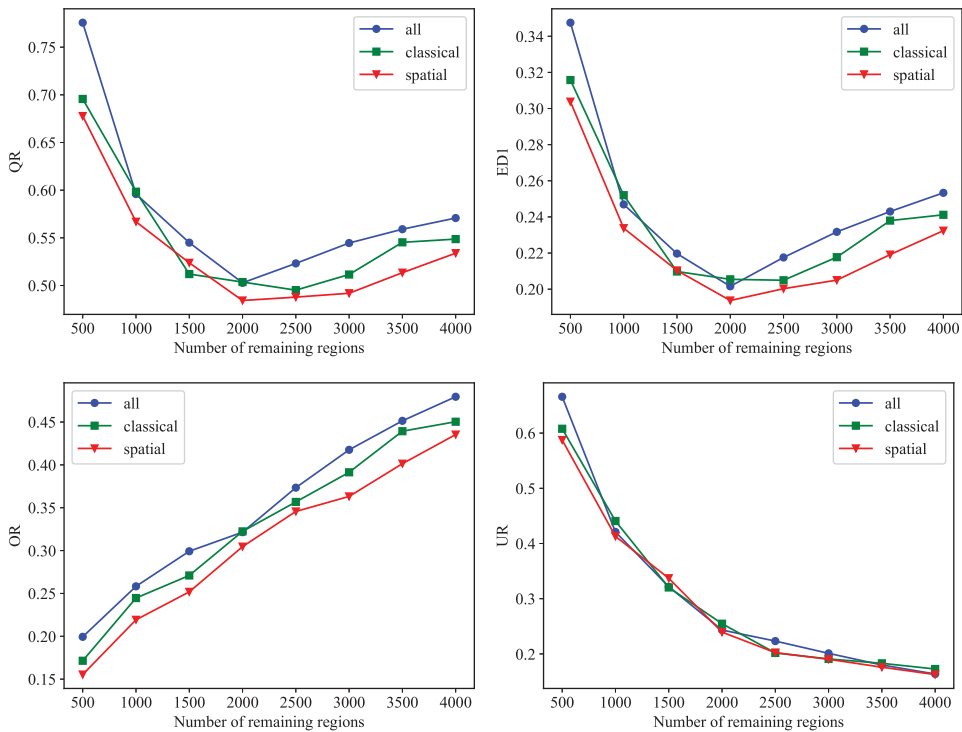 all
classical
spatial
QR
0.75
0.70
0.65
0.60
0.55
0.50
500 1000 1500 2000 2500 3000 3500 4000
Number of remaining regions
all
classical
spatial
ED1
0.34
0.32
0.30
0.28
0.26
0.24
0.22
0.20
500 1000 1500 2000 2500 3000 3500 4000
Number of remaining regions
all
classical
spatial
OR
0.45
0.40
0.35
0.30
0.25
0.20
0.15
500 1000 1500 2000 2500 3000 3500 4000
Number of remaining regions
all
classical
spatial
UR
0.6
0.5
0.4
0.3
0.2
500 1000 1500 2000 2500 3000 3500 4000
Number of remaining regions